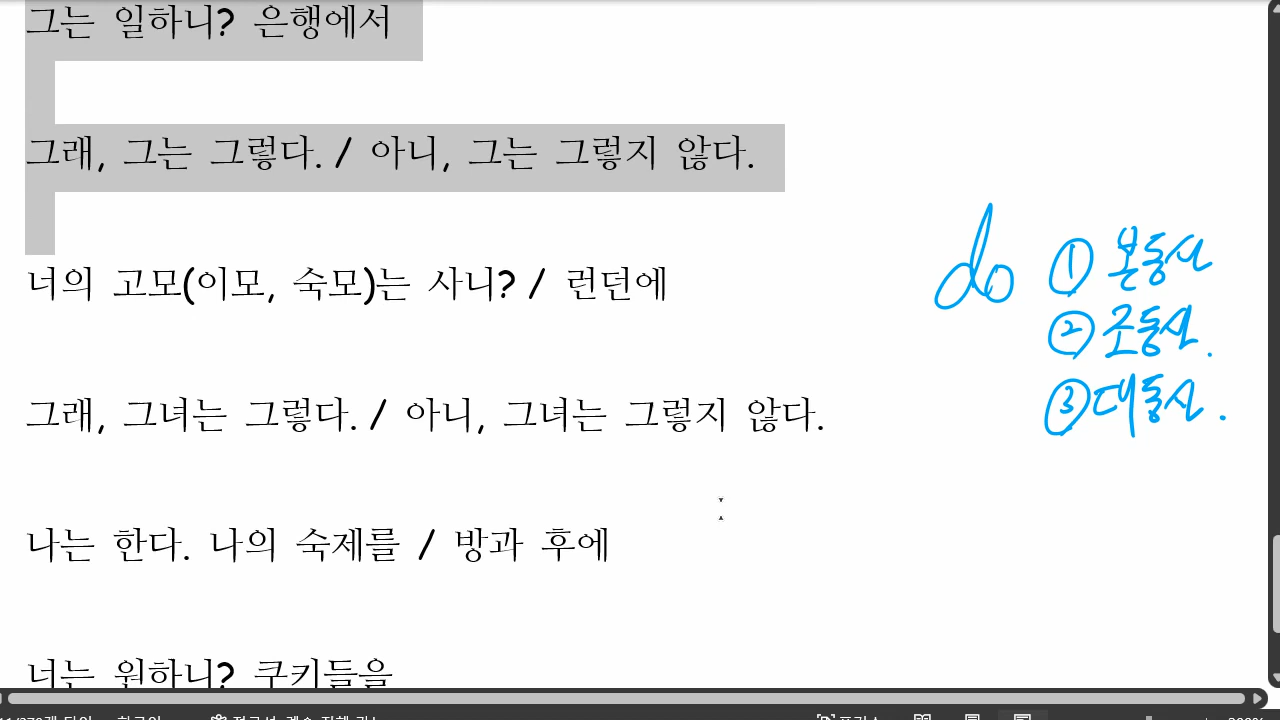 그는 일하니? 은행에서
그래, 그는 그렇다. / 아니, 그는 그렇지 않다.
너의 고모(이모, 숙모)는 사니? / 런던에
그래, 그녀는 그렇다. / 아니, 그녀는 그렇지 않다.
나는 한다. 나의 숙제를 / 방과 후에
너는 원하니? 쿠키들을
do ① 본동사
② 조동사.
③ 대동사.